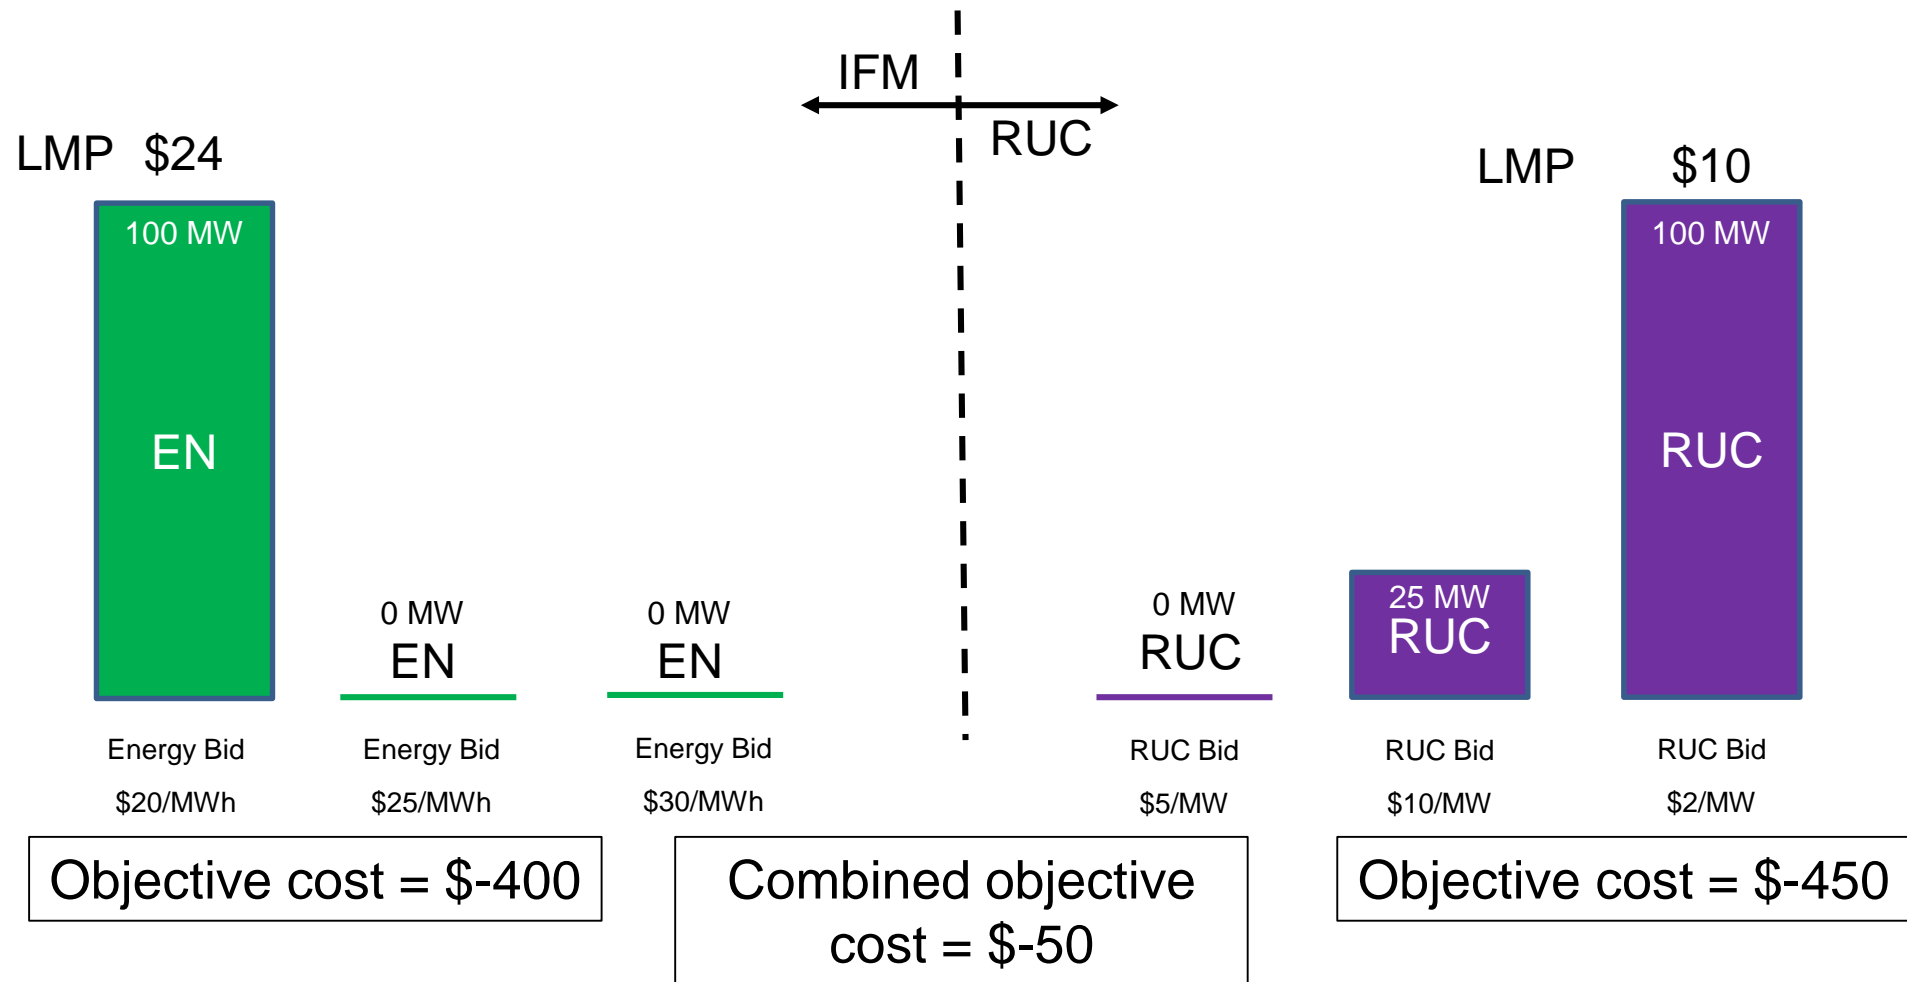 IFM
RUC
LMP $24
LMP $10
100 MW
EN
0 MW
EN
0 MW
EN
0 MW
RUC
25 MW
RUC
100 MW
RUC
Energy Bid
$20/MWh
Energy Bid
$25/MWh
Energy Bid
$30/MWh
RUC Bid
$5/MW
RUC Bid
$10/MW
RUC Bid
$2/MW
Objective cost = $-400
Combined objective
cost = $-50
Objective cost = $-450